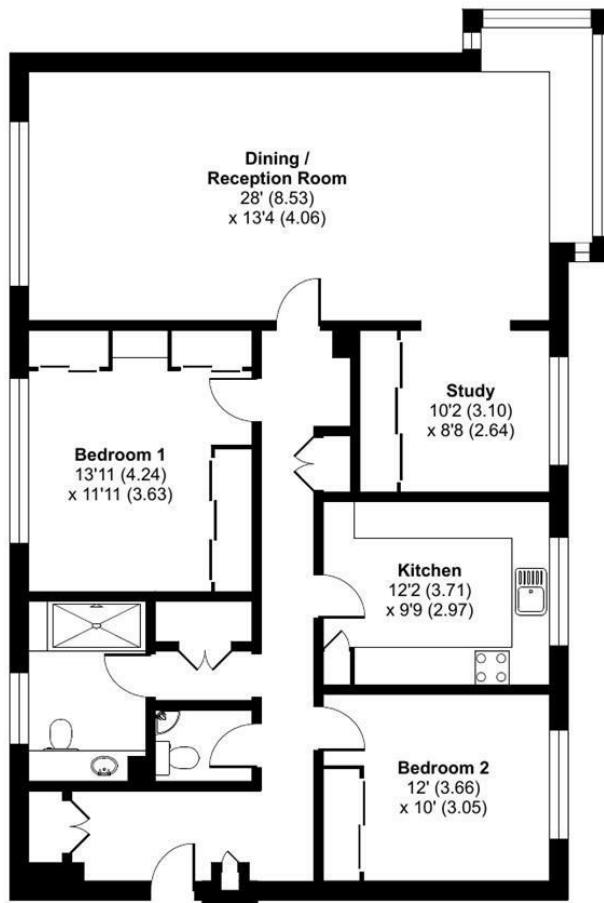 Dining /
Reception Room
28' (8.53)
x 13'4 (4.06)
Study
10'2 (3.10)
x 8'8 (2.64)
Bedroom 1
13'11 (4.24)
x 11'11 (3.63)
Kitchen
12'2 (3.71)
x 9'9 (2.97)
Bedroom 2
12' (3.66)
x 10' (3.05)